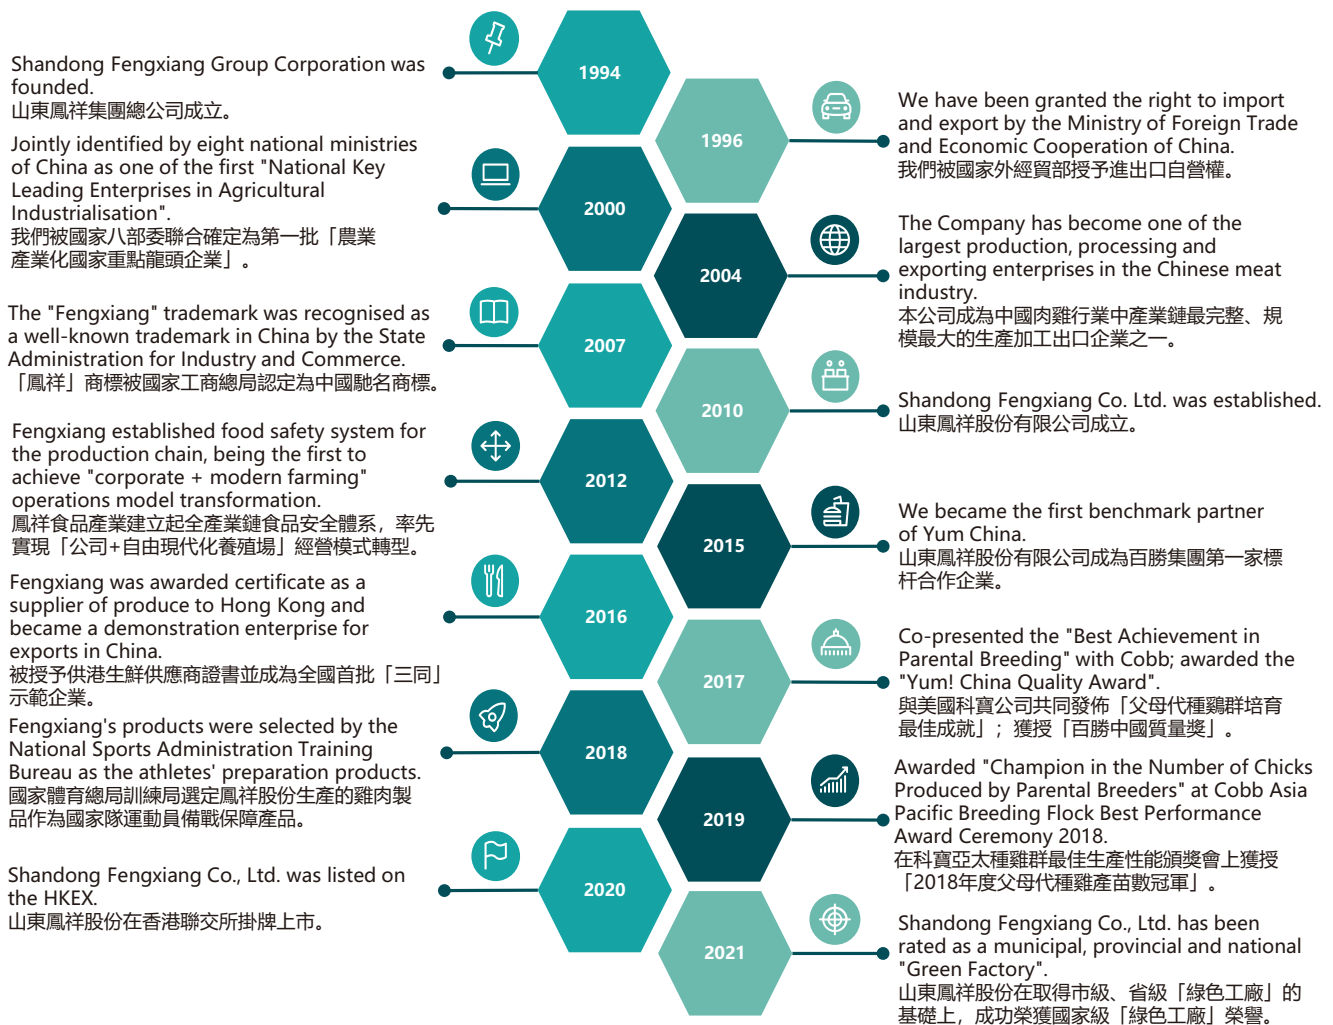 1994
Shandong Fengxiang Group Corporation was
founded.
山東鳳祥集團總公司成立。
1996
We have been granted the right to import
and export by the Ministry of Foreign Trade
and Economic Cooperation of China.
我們被國家外經貿部授予進出口自營權。
2000
Jointly identified by eight national ministries
of China as one of the first "National Key
Leading Enterprises in Agricultural
Industrialisation".
我們被國家八部委聯合確定為第一批「農業
產業化國家重點龍頭企業」。
2004
The Company has become one of the
largest production, processing and
exporting enterprises in the Chinese meat
industry.
本公司成為中國肉雞行業中產業鏈最完整、規
模最大的生產加工出口企業之一。
2007
The "Fengxiang" trademark was recognised as
a well-known trademark in China by the State
Administration for Industry and Commerce.
「鳳祥」商標被國家工商總局認定為中國馳名商標。
2010
Shandong Fengxiang Co. Ltd. was established.
山東鳳祥股份有限公司成立。
2012
Fengxiang established food safety system for
the production chain, being the first to
achieve "corporate + modern farming"
operations model transformation.
鳳祥食品產業建立起全產業鏈食品安全體系，率先
實現「公司+自由現代化養殖場」經營模式轉型。
2015
We became the first benchmark partner
of Yum China.
山東鳳祥股份有限公司成為百勝集團第一家標
杆合作企業。
2016
Fengxiang was awarded certificate as a
supplier of produce to Hong Kong and
became a demonstration enterprise for
exports in China.
被授予供港生鮮供應商證書並成為全國首批「三同」
示範企業。
2017
Co-presented the "Best Achievement in
Parental Breeding" with Cobb; awarded the
"Yum! China Quality Award".
與美國科寶公司共同發佈「父母代種鷄群培育
最佳成就」；獲授「百勝中國質量獎」。
2018
Fengxiang's products were selected by the
National Sports Administration Training
Bureau as the athletes' preparation products.
國家體育總局訓練局選定鳳祥股份生產的雞肉製
品作為國家隊運動員備戰保障產品。
2019
Awarded "Champion in the Number of Chicks
Produced by Parental Breeders" at Cobb Asia
Pacific Breeding Flock Best Performance
Award Ceremony 2018.
在科寶亞太種雞群最佳生產性能頒獎會上獲授
「2018年度父母代種雞產苗數冠軍」。
2020
Shandong Fengxiang Co., Ltd. was listed on
the HKEX.
山東鳳祥股份在香港聯交所掛牌上市。
2021
Shandong Fengxiang Co., Ltd. has been
rated as a municipal, provincial and national
"Green Factory".
山東鳳祥股份在取得市級、省級「綠色工廠」的
基礎上，成功榮獲國家級「綠色工廠」榮譽。